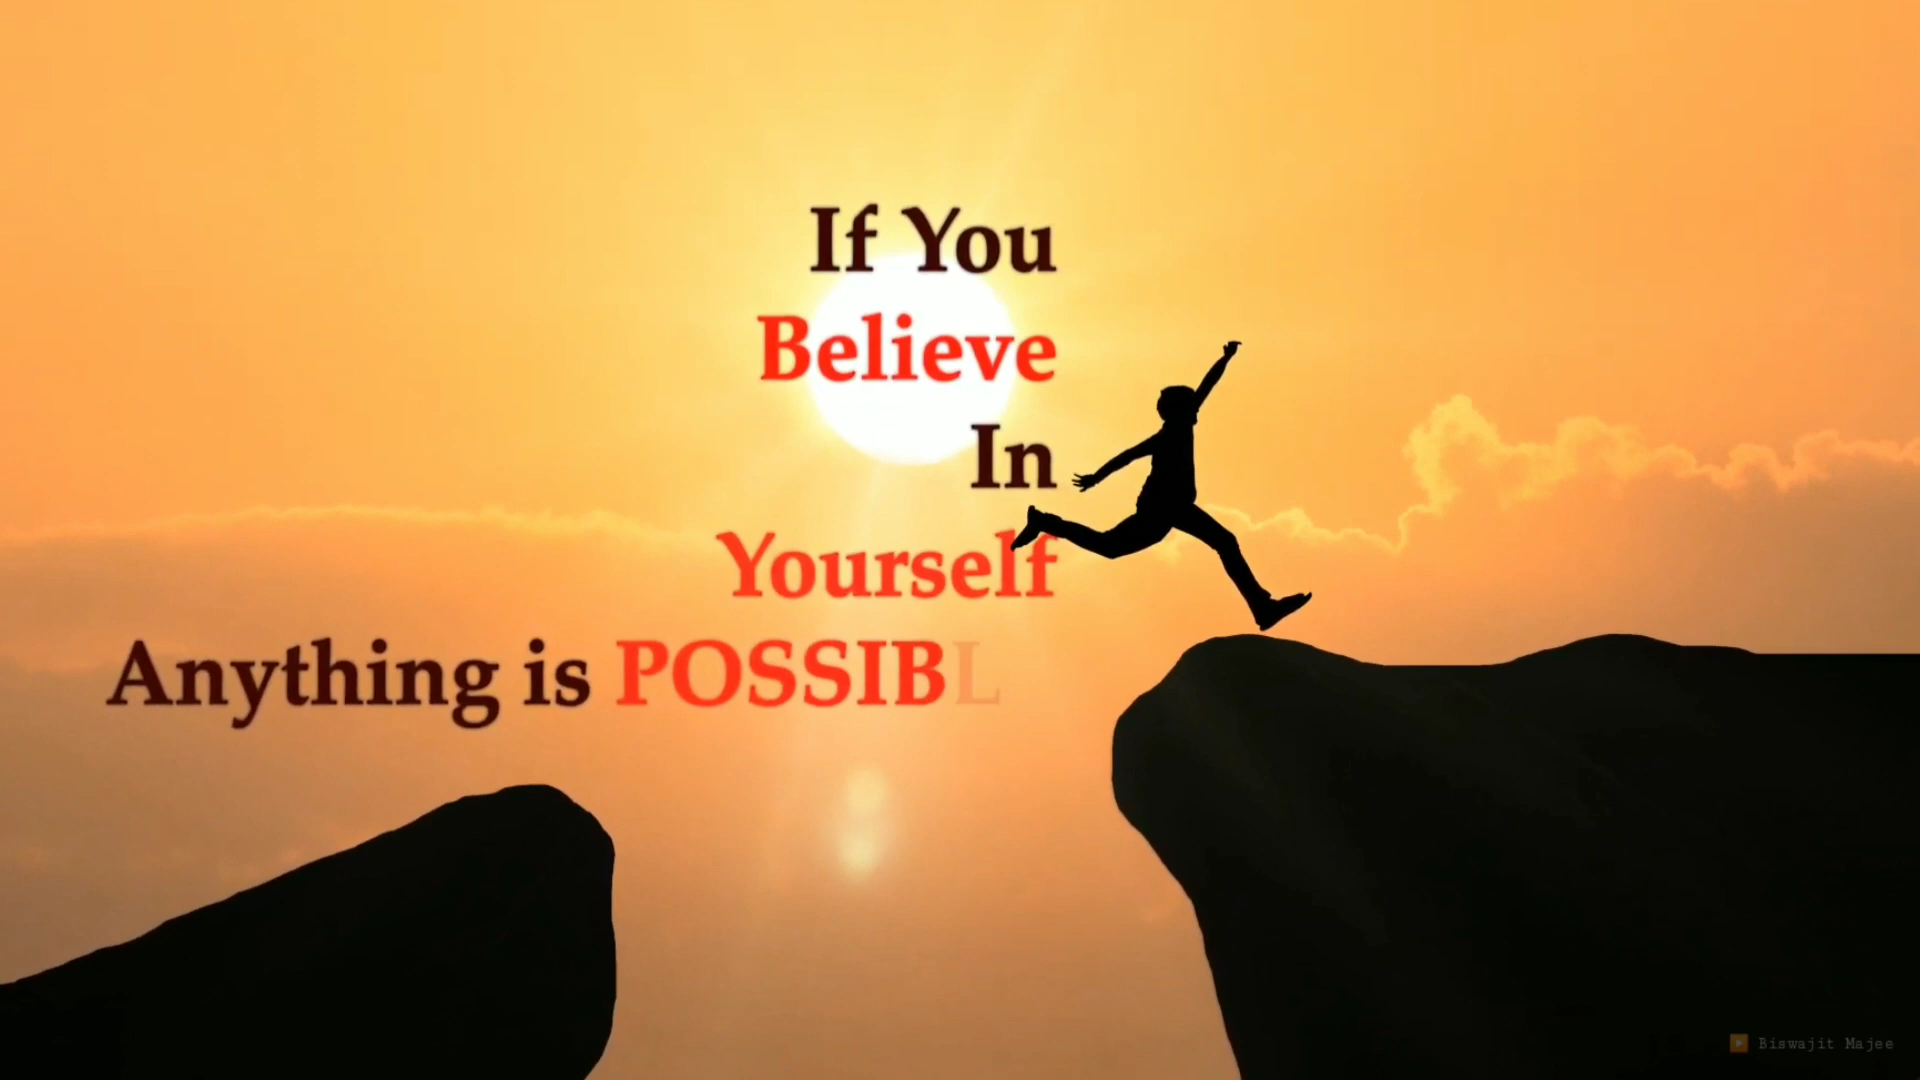 If You
Believe
In
Yourself
Anything is POSSIBL
Biswajit Majee